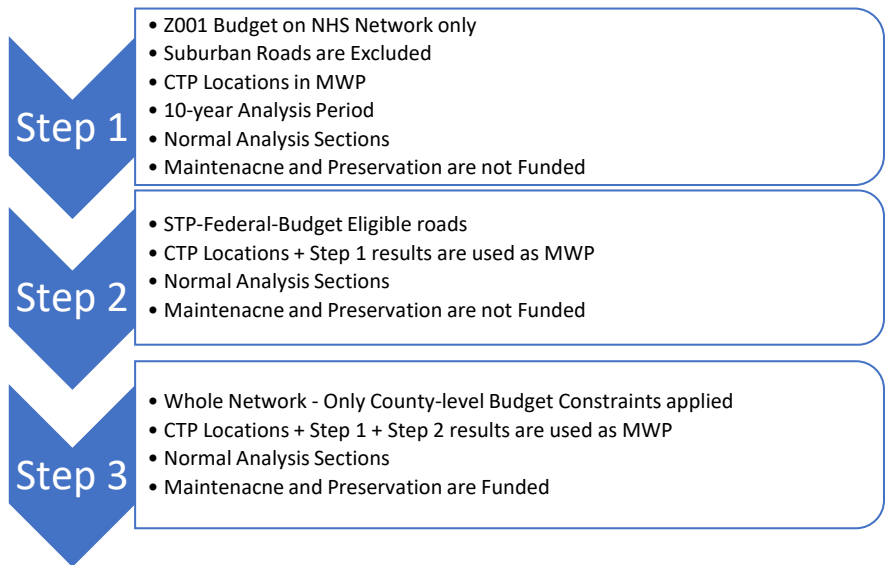 Step 1
• Z001 Budget on NHS Network only
• Suburban Roads are Excluded
• CTP Locations in MWP
• 10-year Analysis Period
• Normal Analysis Sections
• Maintenacne and Preservation are not Funded
Step 2
• STP-Federal-Budget Eligible roads
• CTP Locations + Step 1 results are used as MWP
• Normal Analysis Sections
• Maintenacne and Preservation are not Funded
Step 3
• Whole Network - Only County-level Budget Constraints applied
• CTP Locations + Step 1 + Step 2 results are used as MWP
• Normal Analysis Sections
• Maintenacne and Preservation are Funded